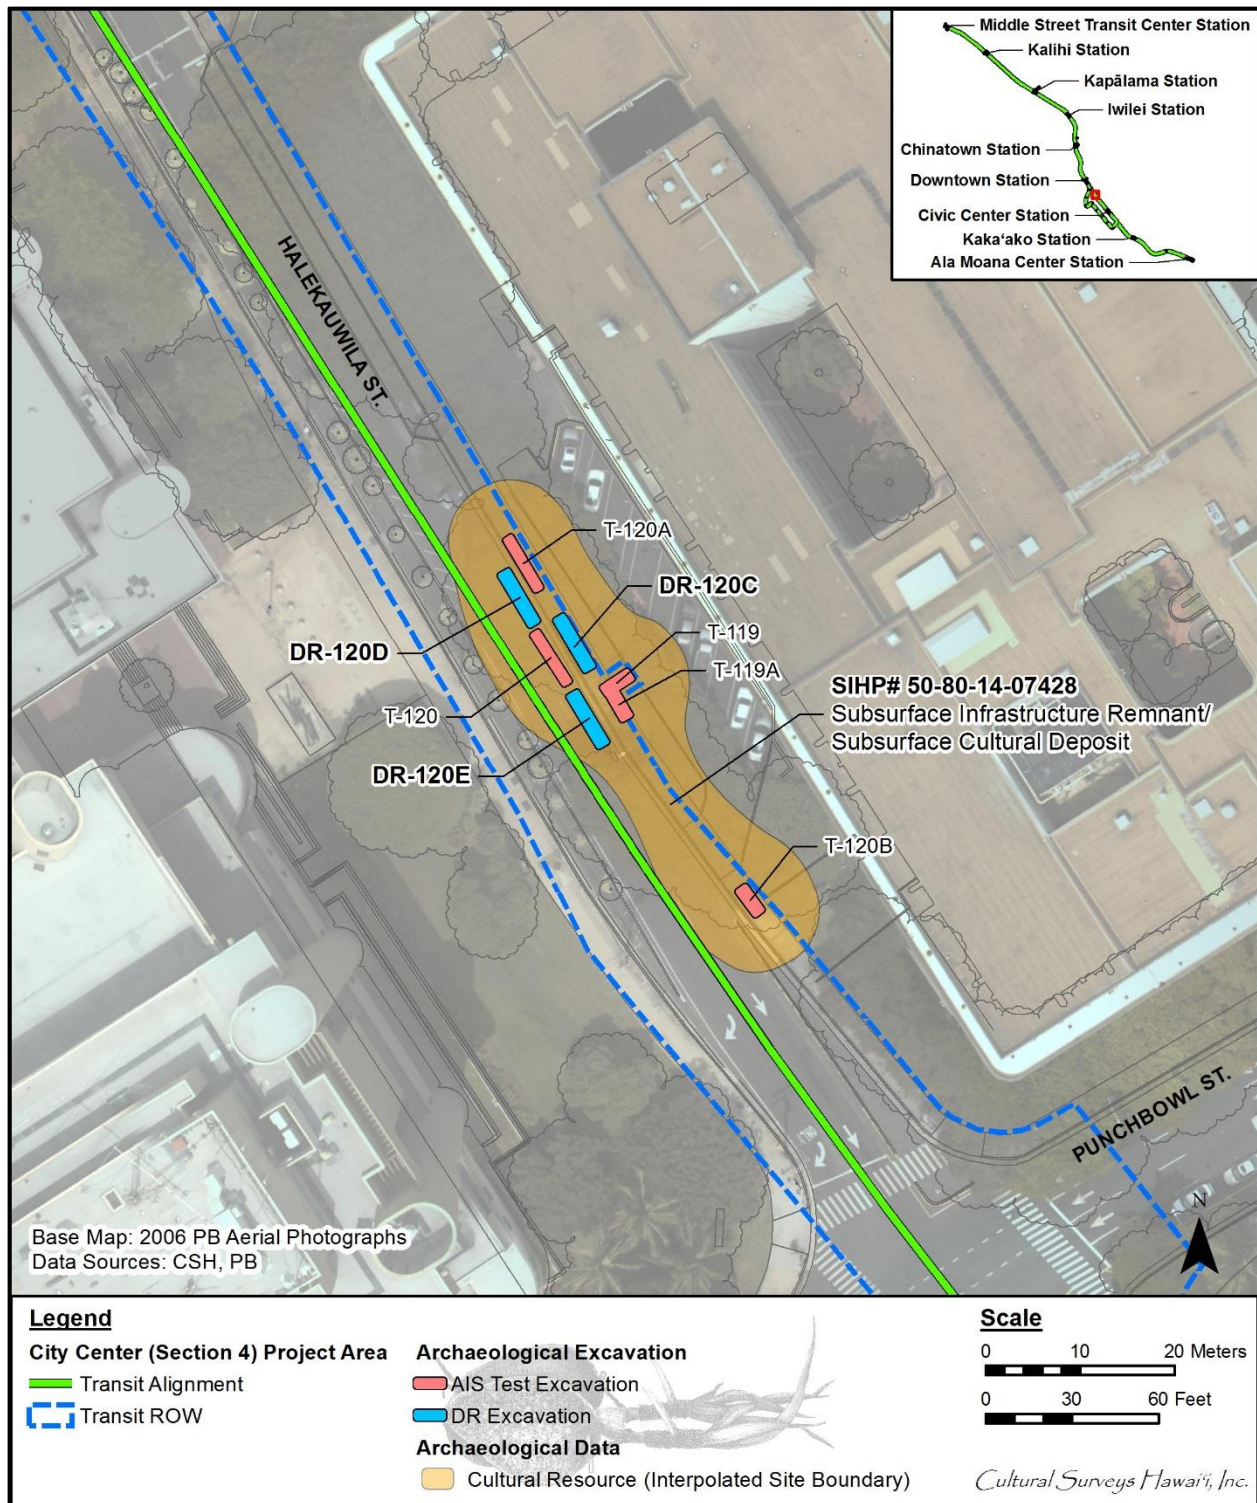 Middle Street Transit Center Station
Kalihi Station
Kapālama Station
Iwilei Station
Chinatown Station
Downtown Station
Civic Center Station
Kakaʻako Station
Ala Moana Center Station
HALEKAUWILA ST.
T-120A
DR-120C
DR-120D
T-119
T-119A
T-120
DR-120E
SIHP# 50-80-14-07428
Subsurface Infrastructure Remnant/
Subsurface Cultural Deposit
T-120B
PUNCHBOWL ST.
N
Base Map: 2006 PB Aerial Photographs
Data Sources: CSH, PB
Legend
City Center (Section 4) Project Area
Transit Alignment
Transit ROW
Archaeological Excavation
AIS Test Excavation
DR Excavation
Archaeological Data
Cultural Resource (Interpolated Site Boundary)
Scale
0 10 20 Meters
0 30 60 Feet
Cultural Surveys Hawaiʻi, Inc.